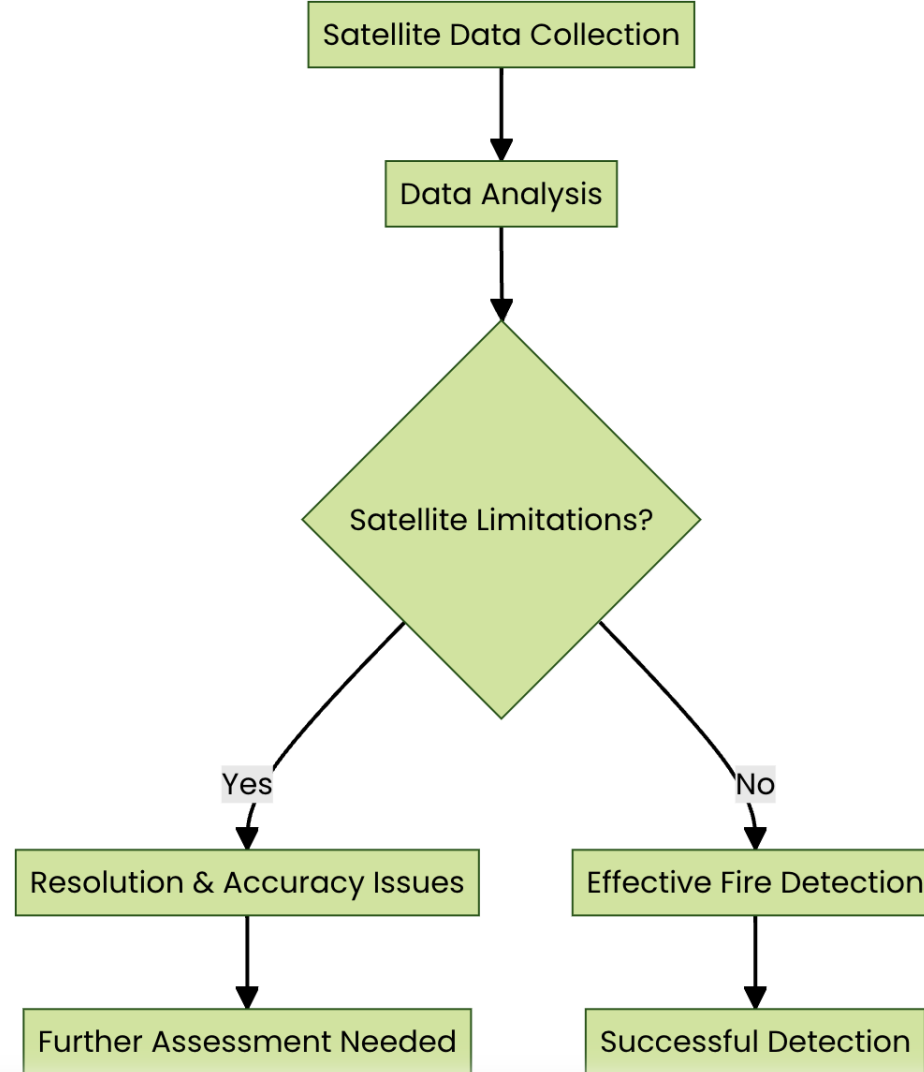 Satellite Data Collection
Data Analysis
Satellite Limitations?
Yes
No
Resolution & Accuracy Issues
Effective Fire Detection
Further Assessment Needed
Successful Detection